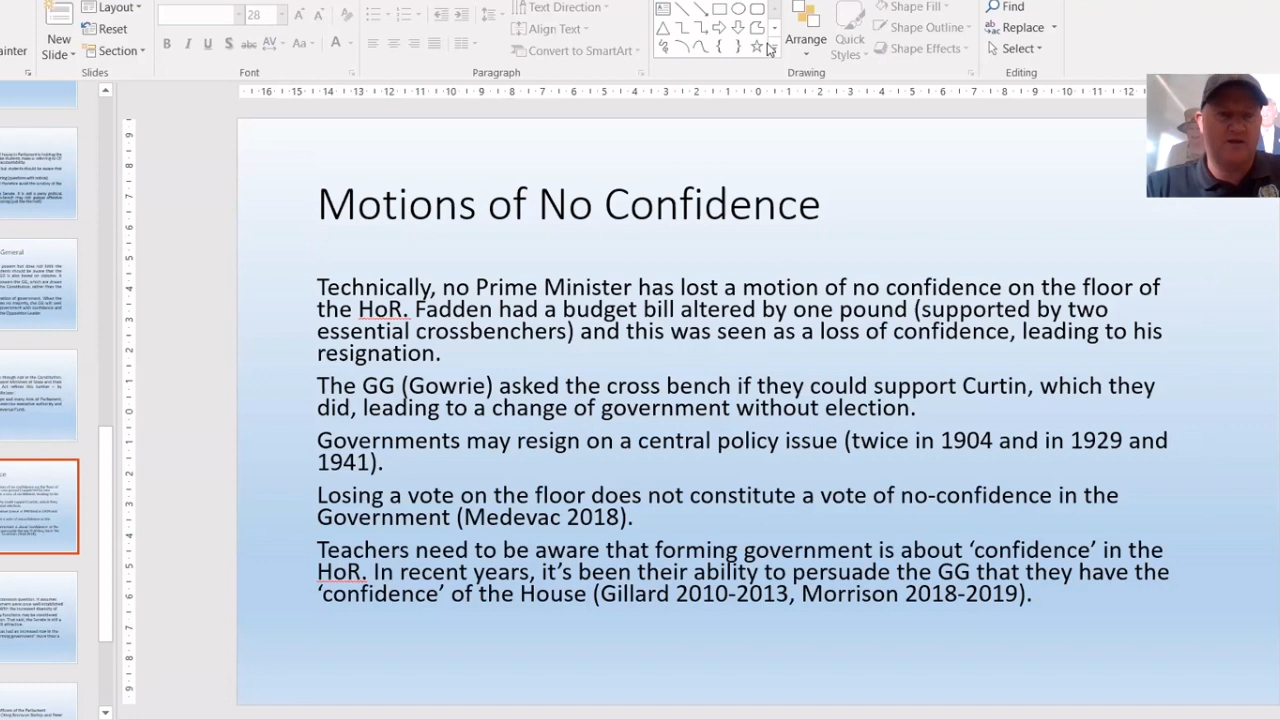 Layout
Reset
New
Slide
Section
Slides
28
Font
Text Direction
Align Text
Convert to SmartArt
Paragraph
Arrange
Quick
Styles
Shape Fill
Shape Outline
Shape Effects
Drawing
Find
Replace
Select
Editing
Motions of No Confidence
Technically, no Prime Minister has lost a motion of no confidence on the floor of
the HoR. Fadden had a budget bill altered by one pound (supported by two
essential crossbenchers) and this was seen as a loss of confidence, leading to his
resignation.
The GG (Gowrie) asked the cross bench if they could support Curtin, which they
did, leading to a change of government without election.
Governments may resign on a central policy issue (twice in 1904 and in 1929 and
1941).
Losing a vote on the floor does not constitute a vote of no-confidence in the
Government (Medevac 2018).
Teachers need to be aware that forming government is about ‘confidence’ in the
HoR. In recent years, it’s been their ability to persuade the GG that they have the
‘confidence’ of the House (Gillard 2010-2013, Morrison 2018-2019).